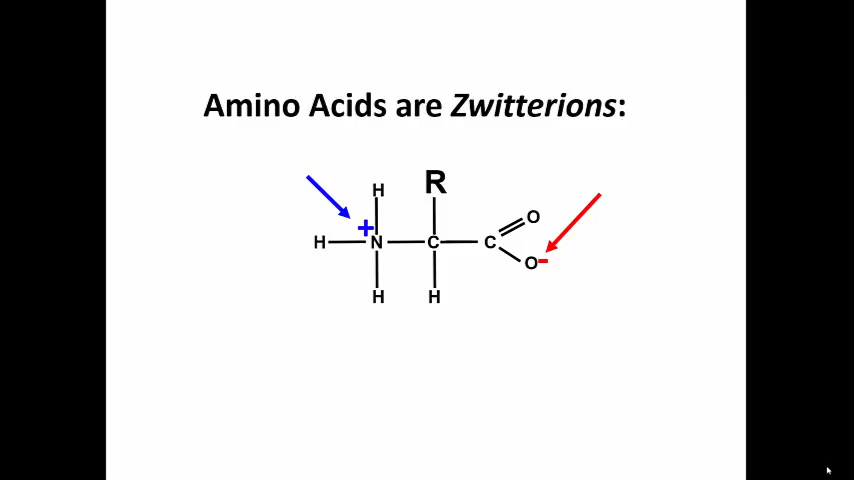 Amino Acids are Zwitterions:
H R
O
+
H N C C
O-
H H